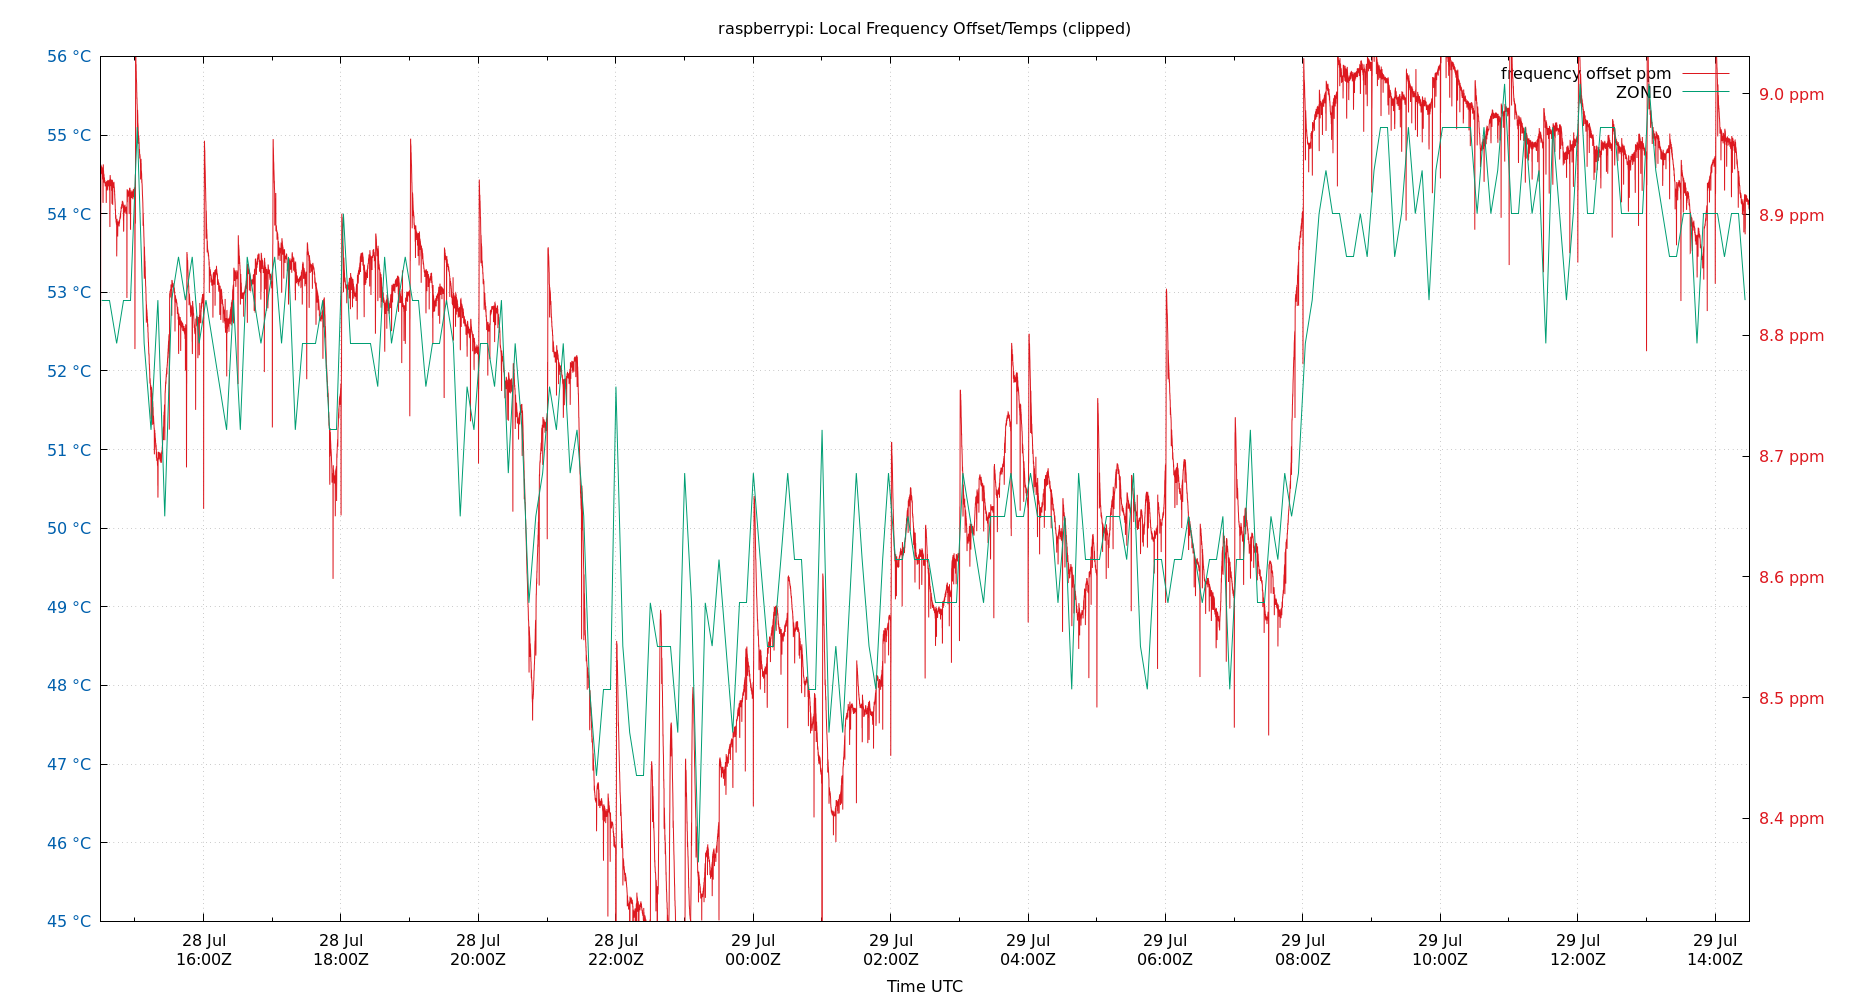 raspberrypi: Local Frequency Offset/Temps (clipped)
56 °C
55 °C
54 °C
53 °C
52 °C
51 °C
50 °C
49 °C
48 °C
47 °C
46 °C
45 °C
frequency offset ppm
ZONE0
9.0 ppm
8.9 ppm
8.8 ppm
8.7 ppm
8.6 ppm
8.5 ppm
8.4 ppm
28 Jul
16:00Z
28 Jul
18:00Z
28 Jul
20:00Z
28 Jul
22:00Z
29 Jul
00:00Z
29 Jul
02:00Z
29 Jul
04:00Z
29 Jul
06:00Z
29 Jul
08:00Z
29 Jul
10:00Z
29 Jul
12:00Z
29 Jul
14:00Z
Time UTC